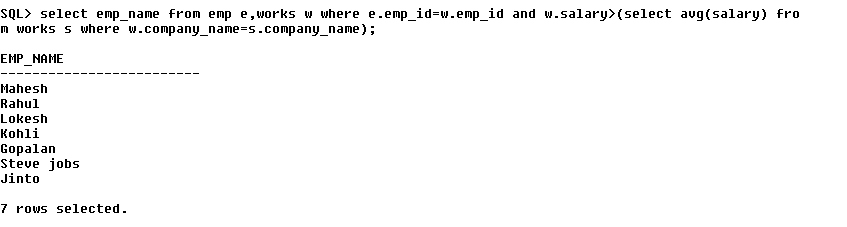 SQL> select emp_name from emp e,works w where e.emp_id=w.emp_id and w.salary>(select avg(salary) fro
m works s where w.company_name=s.company_name);
EMP_NAME
-------------------------
Mahesh
Rahul
Lokesh
Kohli
Gopalan
Steve jobs
Jinto
7 rows selected.